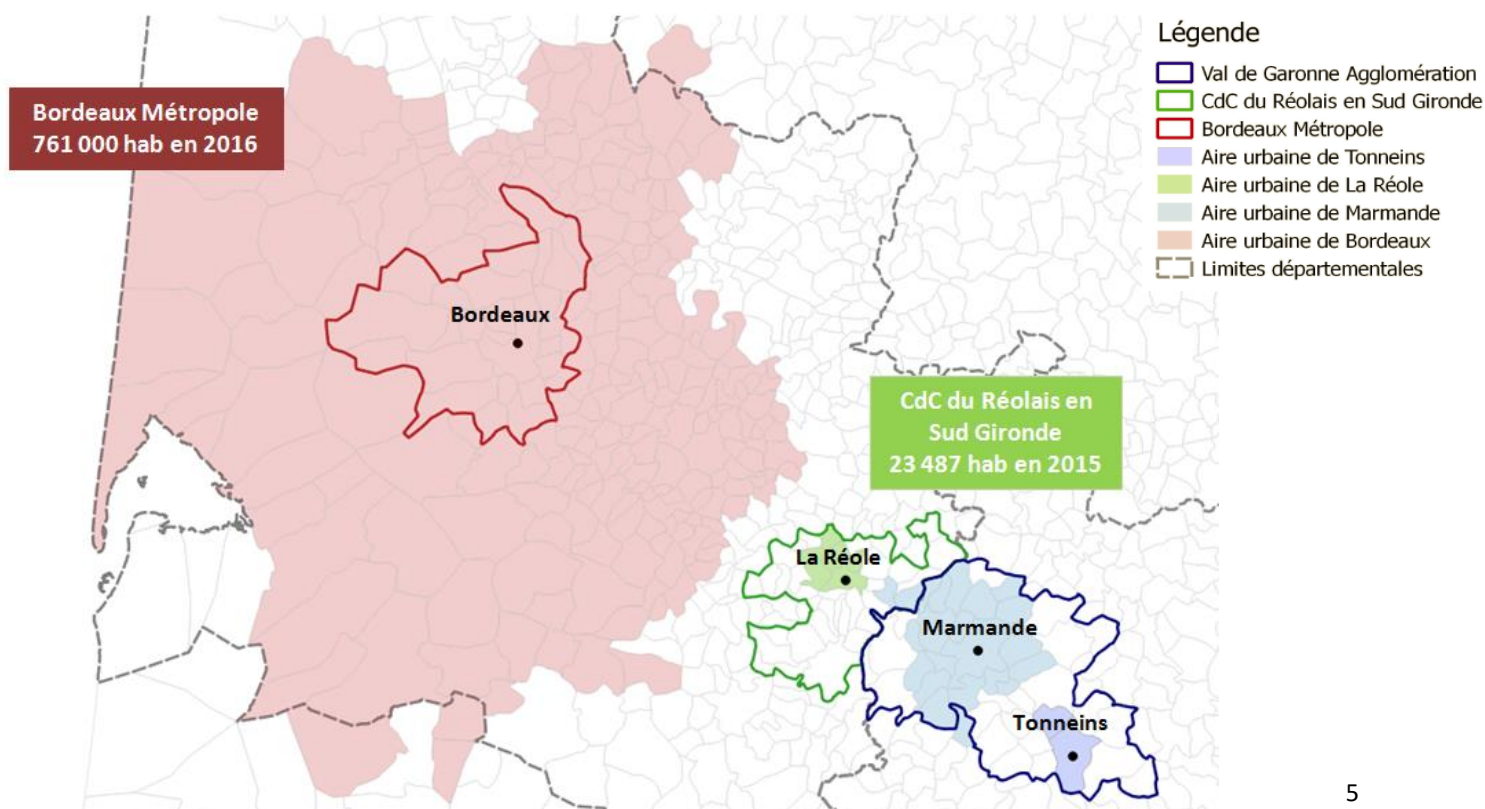 Légende
Val de Garonne Agglomération
CdC du Réolais en Sud Gironde
Bordeaux Métropole
Aire urbaine de Tonneins
Aire urbaine de La Réole
Aire urbaine de Marmande
Aire urbaine de Bordeaux
Limites départementales
Bordeaux Métropole
761 000 hab en 2016
Bordeaux
CdC du Réolais en
Sud Gironde
23 487 hab en 2015
La Réole
Marmande
Tonneins
5